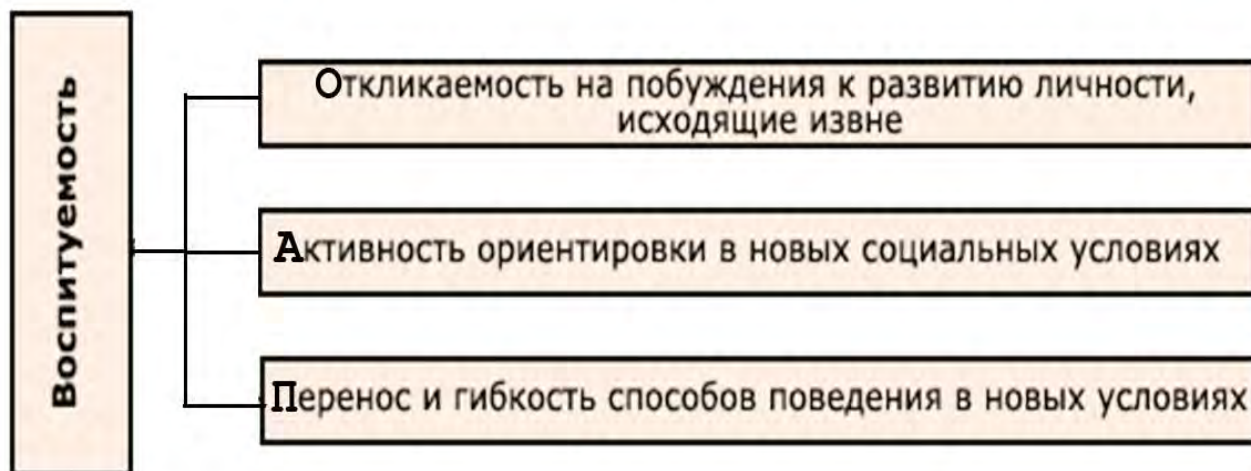 Воспитуемость
Откликаемость на побуждения к развитию личности,
исходящие извне
Активность ориентировки в новых социальных условиях
Перенос и гибкость способов поведения в новых условиях